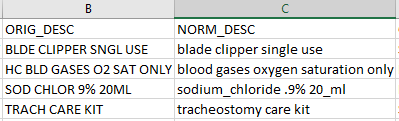 B C
ORIG_DESC NORM_DESC
BLDE CLIPPER SNGL USE blade clipper single use
HC BLD GASES O2 SAT ONLY blood gases oxygen saturation only
SOD CHLOR 9% 20ML sodium_chloride .9% 20_ml
TRACH CARE KIT tracheostomy care kit